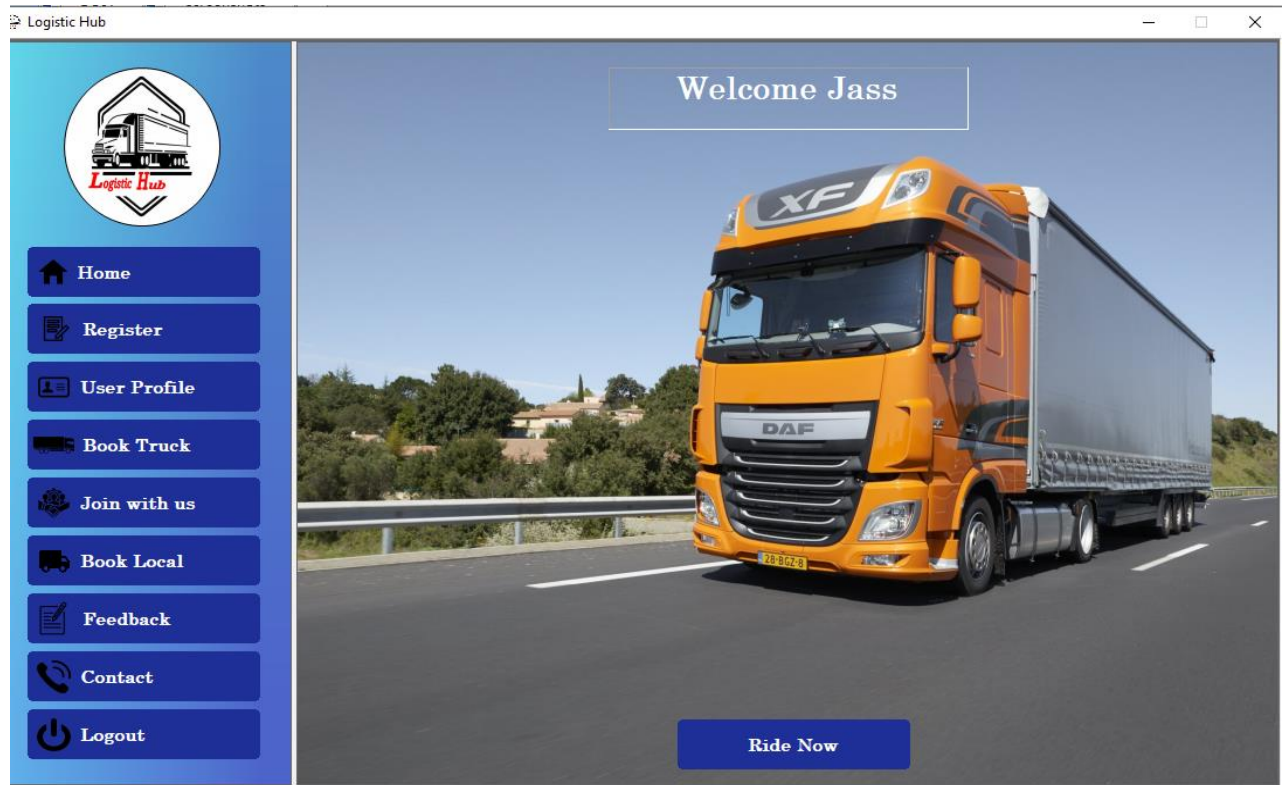 Logistic Hub
Logistic Hub
Home
Register
User Profile
Book Truck
Join with us
Book Local
Feedback
Contact
Logout
Welcome Jass
XF
DAF
28-BGZ-8
Ride Now